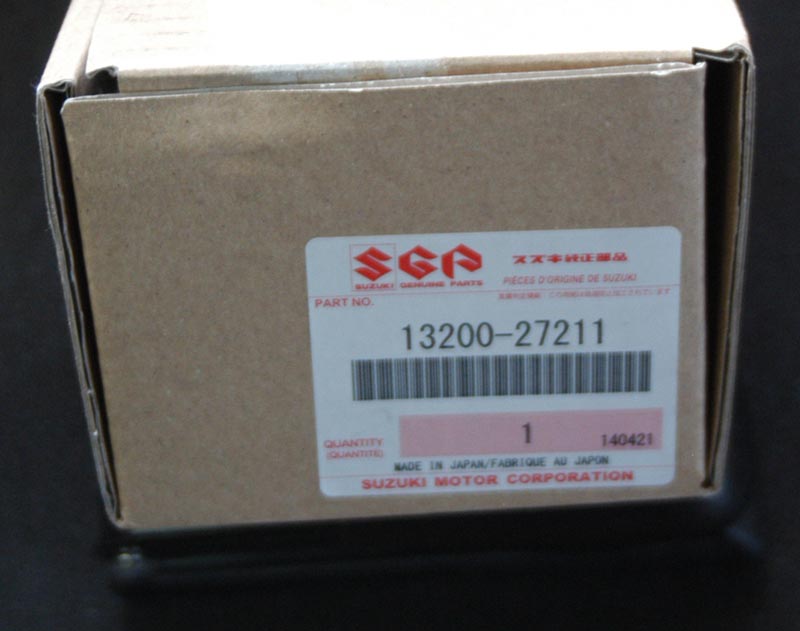 SGP スズキ純正部品
SUZUKI GENUINE PARTS PIÈCES D'ORIGINE DE SUZUKI
PART NO.
13200-27211
1 140421
QUANTITY
(QUANTITÉ)
MADE IN JAPAN/FABRIQUE AU JAPON
SUZUKI MOTOR CORPORATION